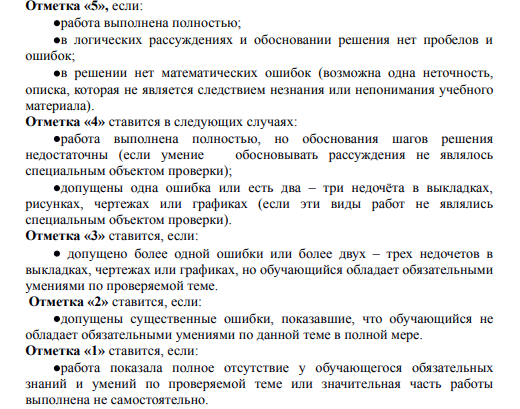 Отметка «5», если:
●работа выполнена полностью;
●в логических рассуждениях и обосновании решения нет пробелов и
ошибок;
●в решении нет математических ошибок (возможна одна неточность,
описка, которая не является следствием незнания или непонимания учебного
материала).
Отметка «4» ставится в следующих случаях:
●работа выполнена полностью, но обоснования шагов решения
недостаточны (если умение обосновывать рассуждения не являлось
специальным объектом проверки);
●допущены одна ошибка или есть два – три недочёта в выкладках,
рисунках, чертежах или графиках (если эти виды работ не являлись
специальным объектом проверки).
Отметка «3» ставится, если:
● допущено более одной ошибки или более двух – трех недочетов в
выкладках, чертежах или графиках, но обучающийся обладает обязательными
умениями по проверяемой теме.
Отметка «2» ставится, если:
●допущены существенные ошибки, показавшие, что обучающийся не
обладает обязательными умениями по данной теме в полной мере.
Отметка «1» ставится, если:
●работа показала полное отсутствие у обучающегося обязательных
знаний и умений по проверяемой теме или значительная часть работы
выполнена не самостоятельно.